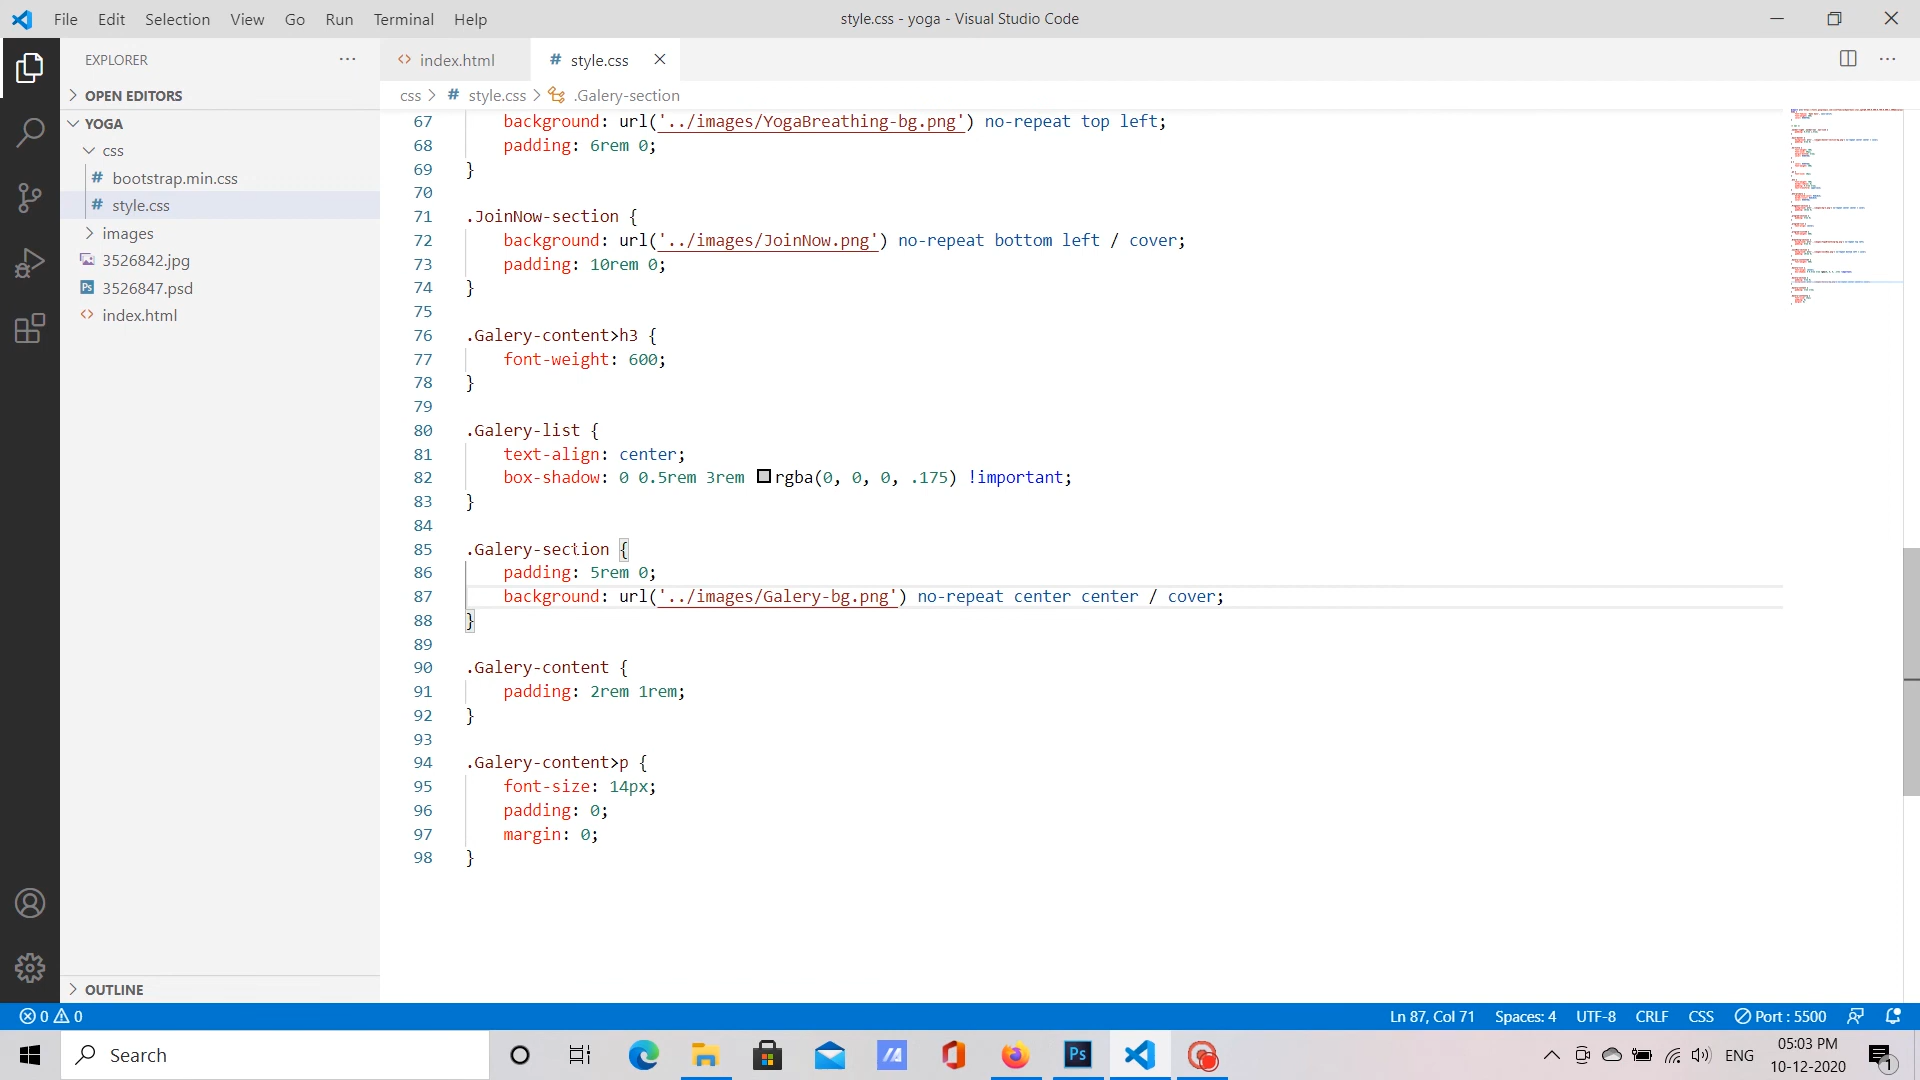 File Edit Selection View Go Run Terminal Help
style.css - yoga - Visual Studio Code
EXPLORER
index.html
# style.css
OPEN EDITORS
css > # style.css > .Galery-section
YOGA
css
# bootstrap.min.css
# style.css
images
3526842.jpg
Ps 3526847.psd
index.html
67 background: url('../images/YogaBreathing-bg.png') no-repeat top left;
68 padding: 6rem 0;
69 }
70
71 .JoinNow-section {
72 background: url('../images/JoinNow.png') no-repeat bottom left / cover;
73 padding: 10rem 0;
74 }
75
76 .Galery-content>h3 {
77 font-weight: 600;
78 }
79
80 .Galery-list {
81 text-align: center;
82 box-shadow: 0 0.5rem 3rem rgba(0, 0, 0, .175) !important;
83 }
84
85 .Galery-section {
86 padding: 5rem 0;
87 background: url('../images/Galery-bg.png') no-repeat center center / cover;
88 }
89
90 .Galery-content {
91 padding: 2rem 1rem;
92 }
93
94 .Galery-content>p {
95 font-size: 14px;
96 padding: 0;
97 margin: 0;
98 }
OUTLINE
0 0
Ln 87, Col 71 Spaces: 4 UTF-8 CRLF CSS Port : 5500
Search
Ps
ENG
05:03 PM
10-12-2020
1